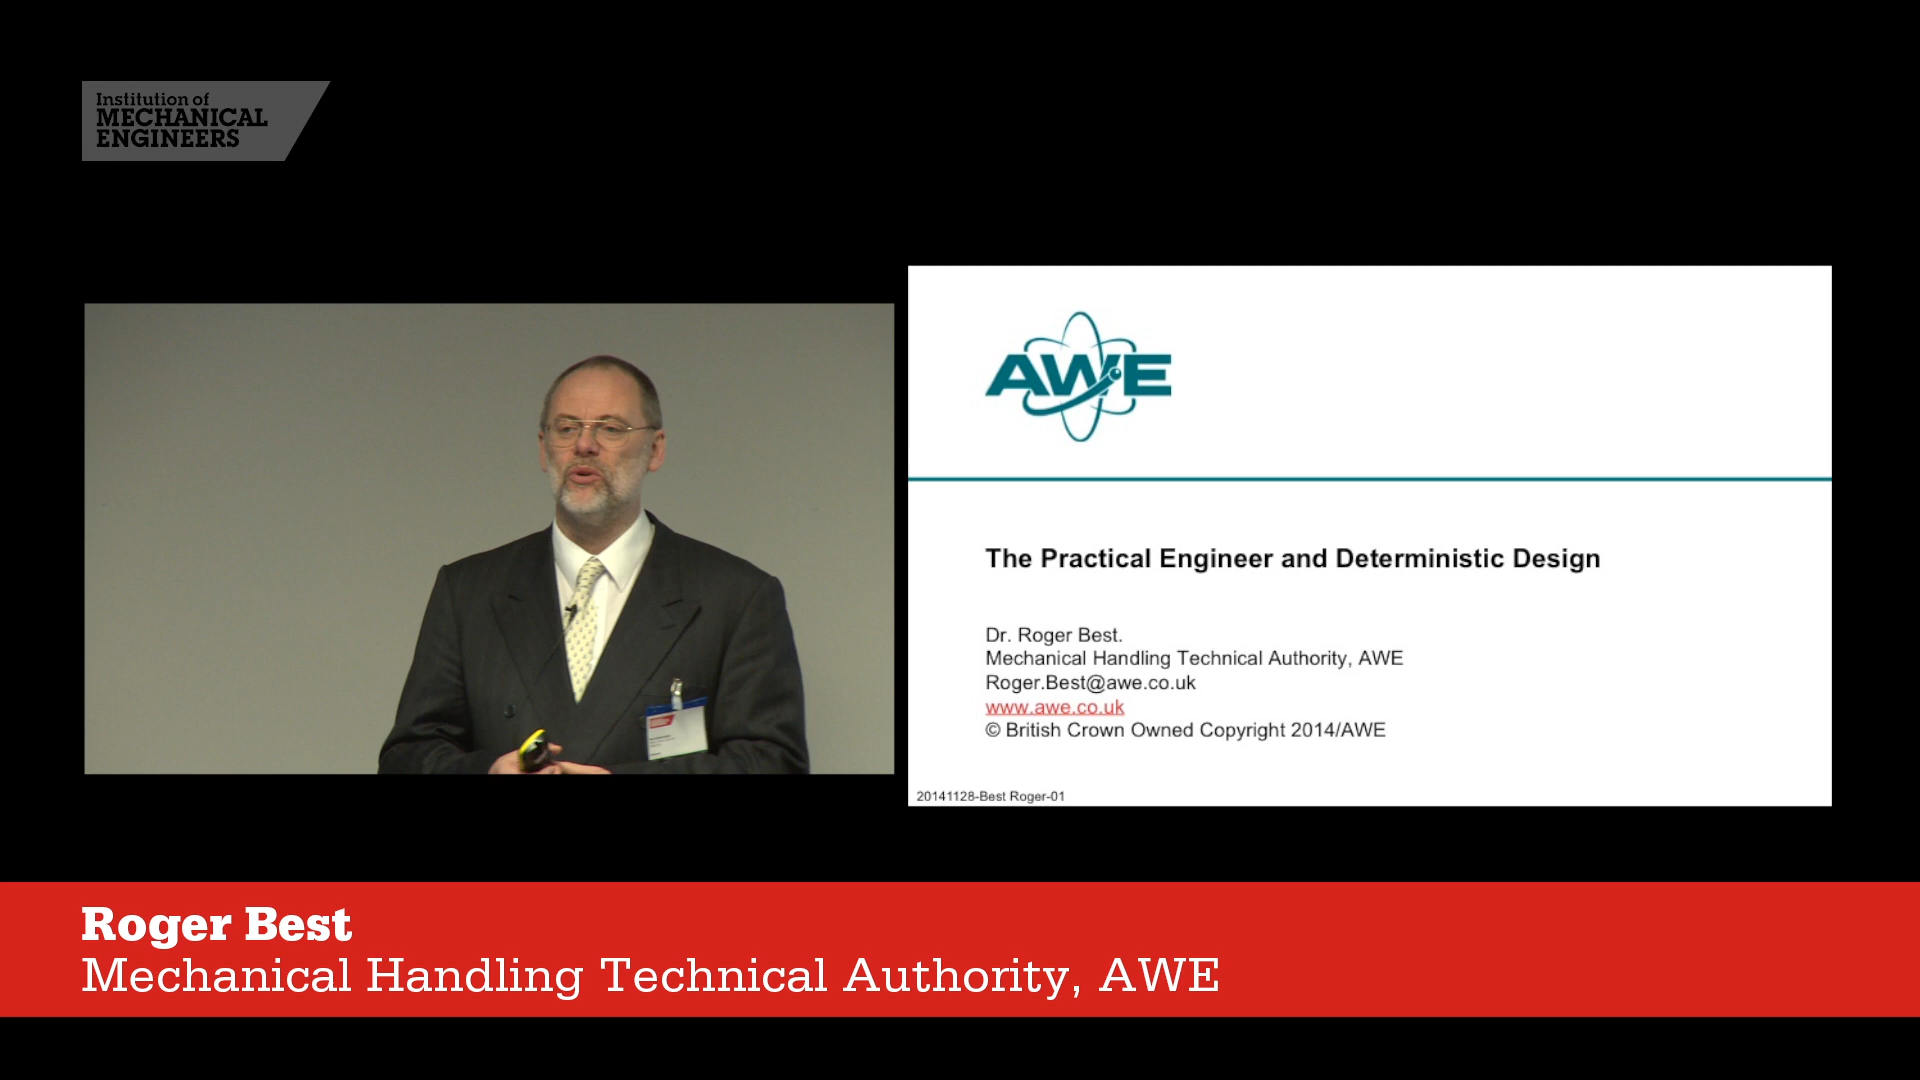 Institution of
MECHANICAL
ENGINEERS
AWE
The Practical Engineer and Deterministic Design
Dr. Roger Best.
Mechanical Handling Technical Authority, AWE
Roger.Best@awe.co.uk
www.awe.co.uk
© British Crown Owned Copyright 2014/AWE
20141128-Best Roger-01
Roger Best
Mechanical Handling Technical Authority, AWE